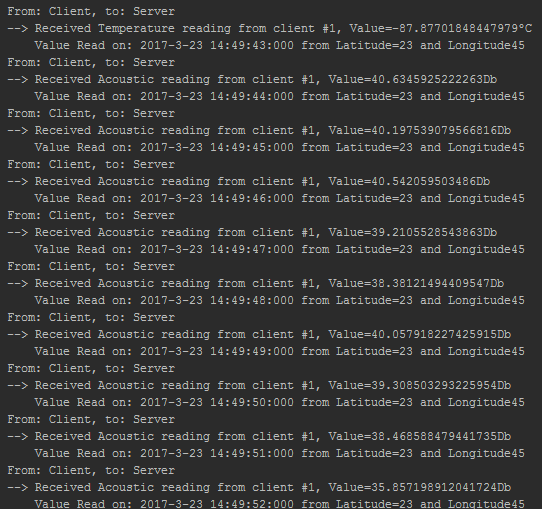 From: Client, to: Server
--> Received Temperature reading from client #1, Value=-87.87701848447979°C
Value Read on: 2017-3-23 14:49:43:000 from Latitude=23 and Longitude45
From: Client, to: Server
--> Received Acoustic reading from client #1, Value=40.6345925222263Db
Value Read on: 2017-3-23 14:49:44:000 from Latitude=23 and Longitude45
From: Client, to: Server
--> Received Acoustic reading from client #1, Value=40.197539079566816Db
Value Read on: 2017-3-23 14:49:45:000 from Latitude=23 and Longitude45
From: Client, to: Server
--> Received Acoustic reading from client #1, Value=40.542059503486Db
Value Read on: 2017-3-23 14:49:46:000 from Latitude=23 and Longitude45
From: Client, to: Server
--> Received Acoustic reading from client #1, Value=39.2105528543863Db
Value Read on: 2017-3-23 14:49:47:000 from Latitude=23 and Longitude45
From: Client, to: Server
--> Received Acoustic reading from client #1, Value=38.38121494409547Db
Value Read on: 2017-3-23 14:49:48:000 from Latitude=23 and Longitude45
From: Client, to: Server
--> Received Acoustic reading from client #1, Value=40.057918227425915Db
Value Read on: 2017-3-23 14:49:49:000 from Latitude=23 and Longitude45
From: Client, to: Server
--> Received Acoustic reading from client #1, Value=39.308503293225954Db
Value Read on: 2017-3-23 14:49:50:000 from Latitude=23 and Longitude45
From: Client, to: Server
--> Received Acoustic reading from client #1, Value=38.468588479441735Db
Value Read on: 2017-3-23 14:49:51:000 from Latitude=23 and Longitude45
From: Client, to: Server
--> Received Acoustic reading from client #1, Value=35.857198912041724Db
Value Read on: 2017-3-23 14:49:52:000 from Latitude=23 and Longitude45